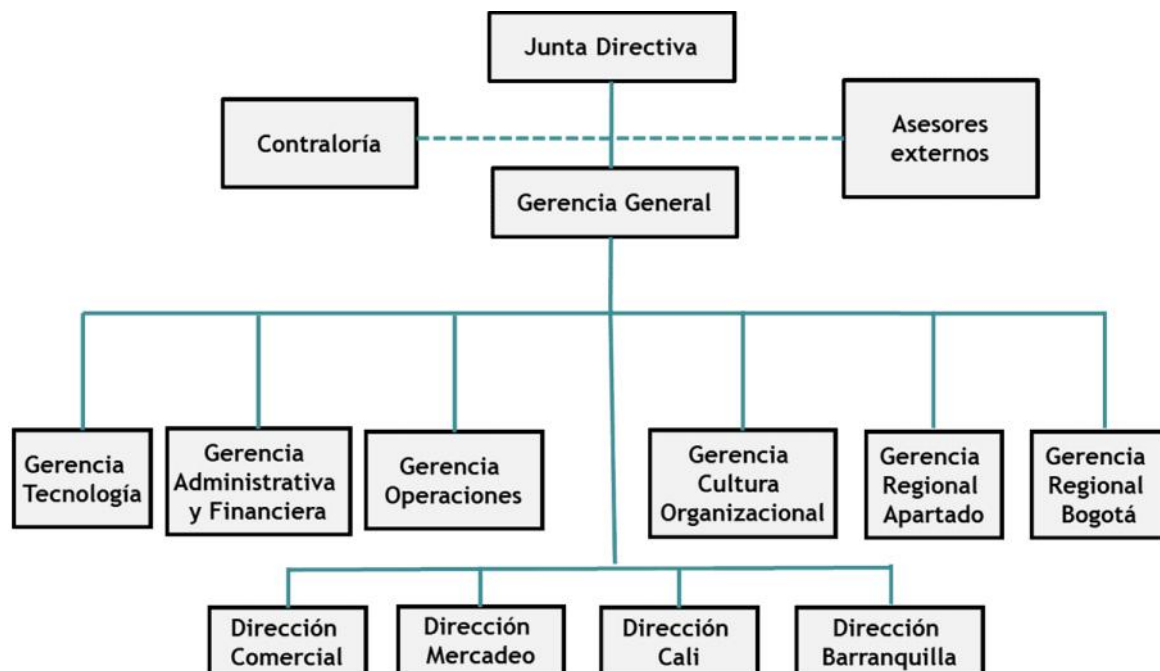 Junta Directiva
Contraloría
Asesores
externos
Gerencia General
Gerencia
Tecnología
Gerencia
Administrativa
y Financiera
Gerencia
Operaciones
Gerencia
Cultura
Organizacional
Gerencia
Regional
Apartado
Gerencia
Regional
Bogotá
Dirección
Comercial
Dirección
Mercadeo
Dirección
Cali
Dirección
Barranquilla